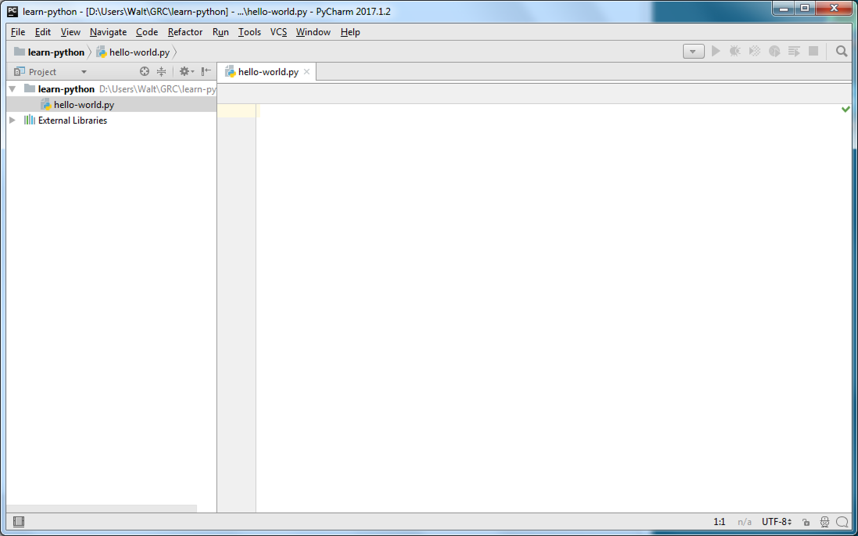 PC learn-python - [D:\Users\Walt\GRC\learn-python] - ...\hello-world.py - PyCharm 2017.1.2
File Edit View Navigate Code Refactor Run Tools VCS Window Help
learn-python hello-world.py
Project
hello-world.py
learn-python D:\Users\Walt\GRC\learn-py
hello-world.py
External Libraries
1:1 n/a UTF-8